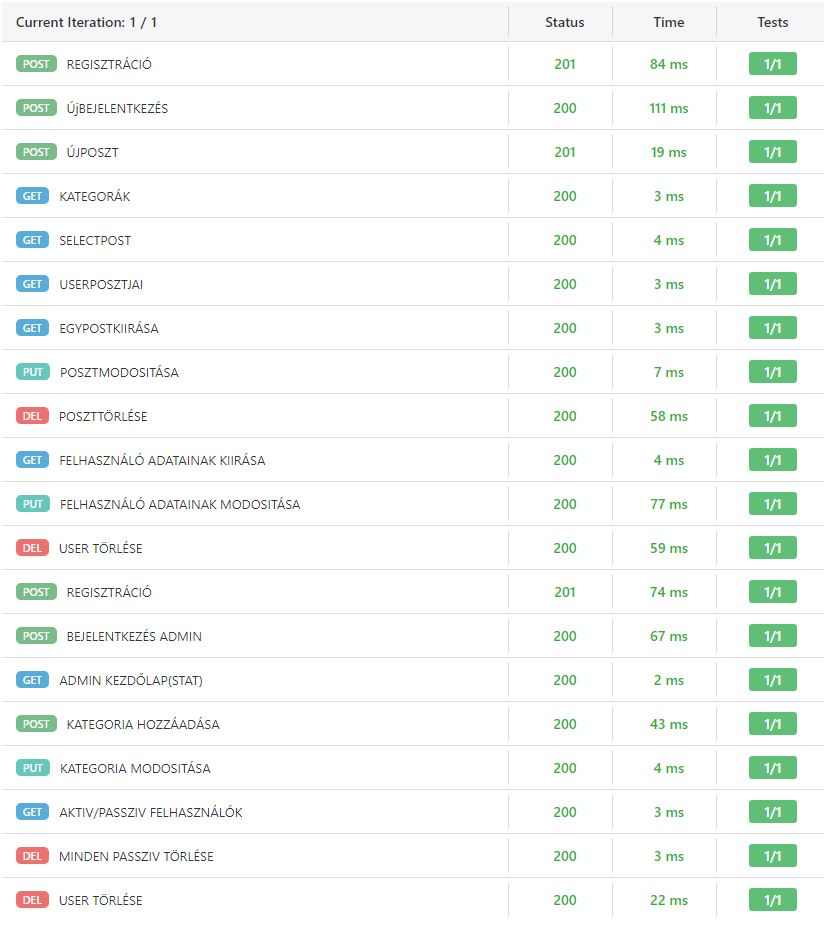 Current Iteration: 1 / 1 Status Time Tests
POST REGISZTRÁCIÓ 201 84 ms 1/1
POST ÚjBEJELENTKEZÉS 200 111 ms 1/1
POST ÚJPOSZT 201 19 ms 1/1
GET KATEGORÁK 200 3 ms 1/1
GET SELECTPOST 200 4 ms 1/1
GET USERPOSZTJAI 200 3 ms 1/1
GET EGYPOSTKIIRÁSA 200 3 ms 1/1
PUT POSZTMODOSITÁSA 200 7 ms 1/1
DEL POSZTTÖRLÉSE 200 58 ms 1/1
GET FELHASZNÁLÓ ADATAINAK KIIRÁSA 200 4 ms 1/1
PUT FELHASZNÁLÓ ADATAINAK MODOSITÁSA 200 77 ms 1/1
DEL USER TÖRLÉSE 200 59 ms 1/1
POST REGISZTRÁCIÓ 201 74 ms 1/1
POST BEJELENTKEZÉS ADMIN 200 67 ms 1/1
GET ADMIN KEZDŐLAP(STAT) 200 2 ms 1/1
POST KATEGORIA HOZZÁADÁSA 200 43 ms 1/1
PUT KATEGORIA MODOSITÁSA 200 4 ms 1/1
GET AKTIV/PASSZIV FELHASZNÁLÓK 200 3 ms 1/1
DEL MINDEN PASSZIV TÖRLÉSE 200 3 ms 1/1
DEL USER TÖRLÉSE 200 22 ms 1/1